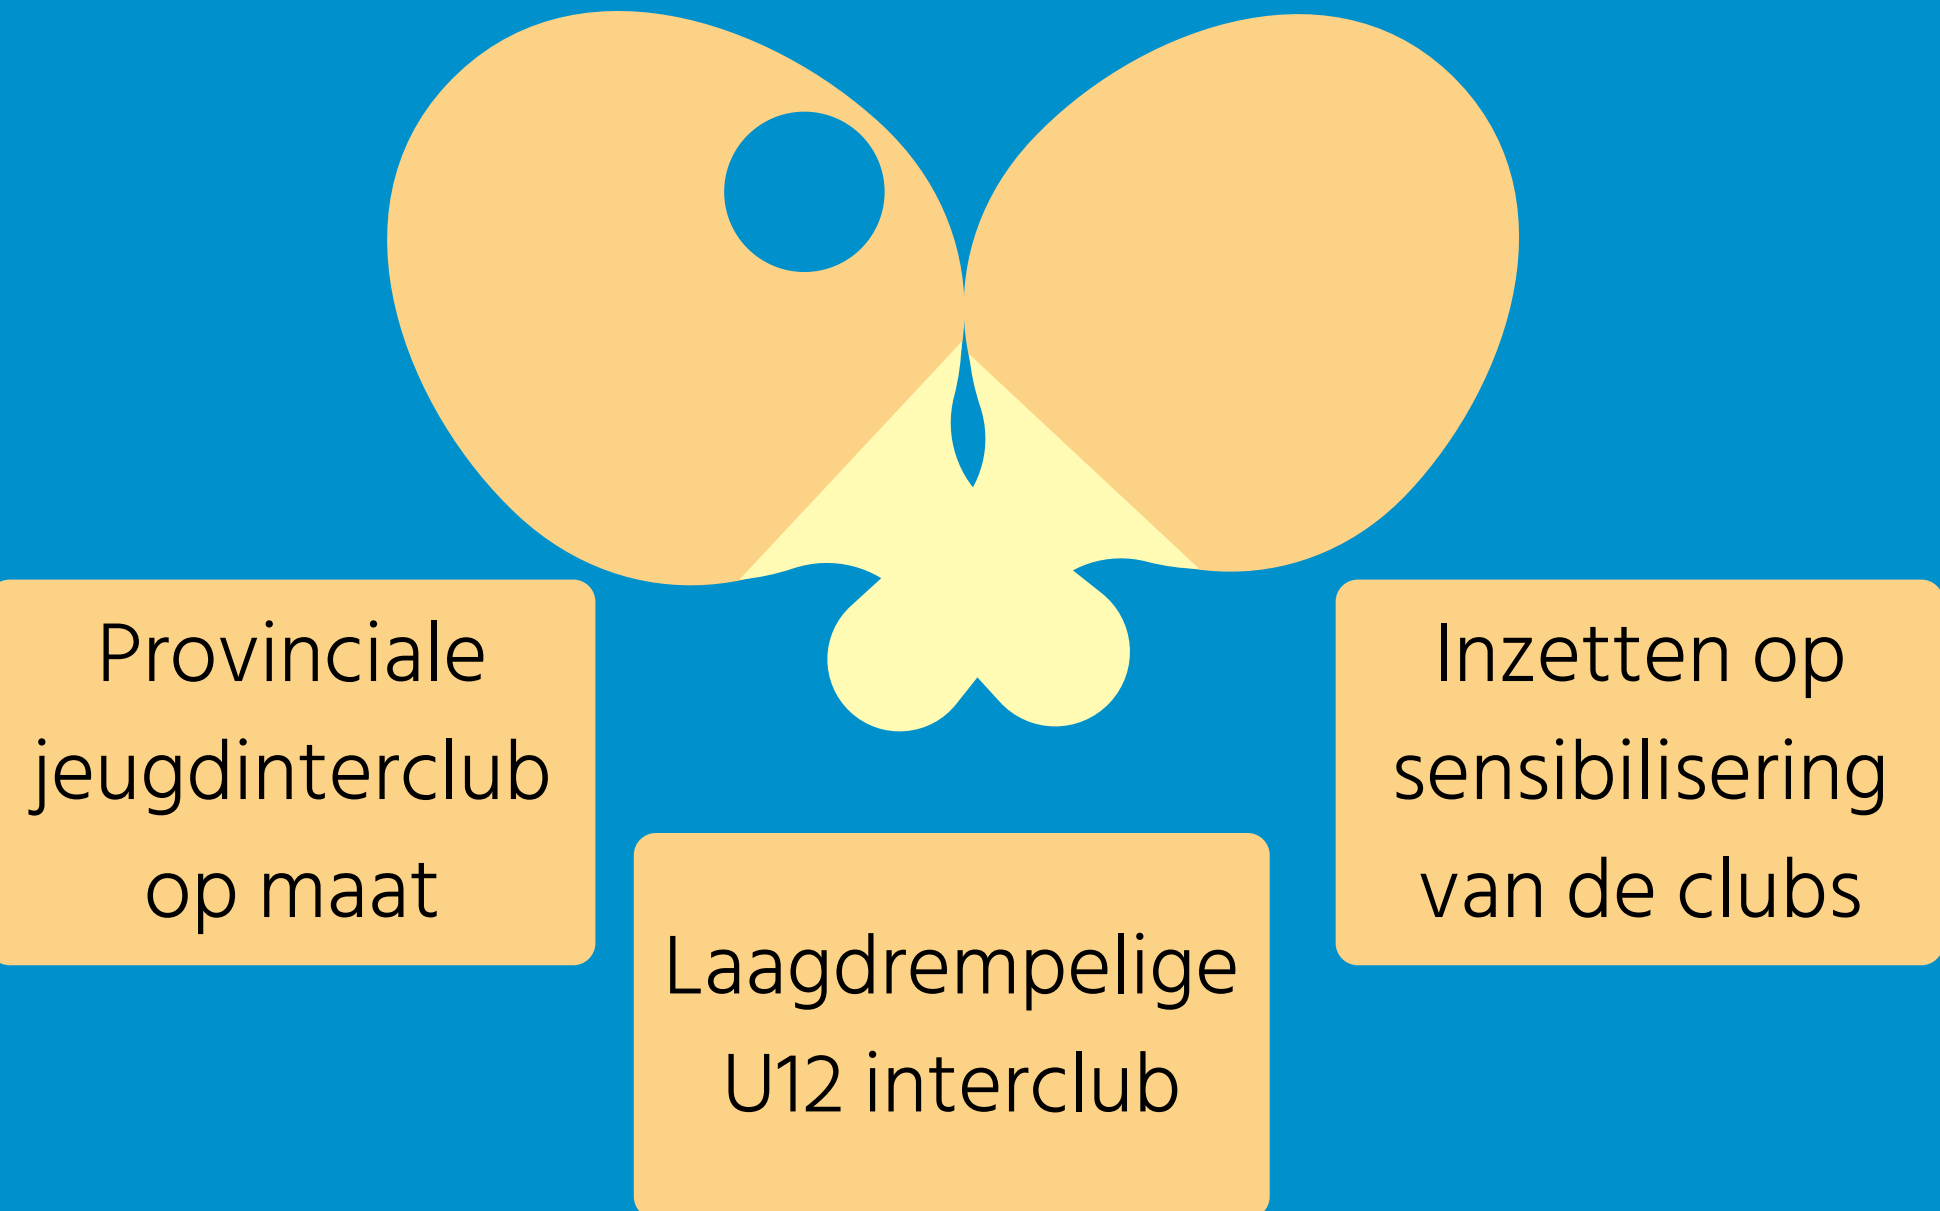 Provinciale
jeugdinterclub
op maat
Laagdrempelige
U12 interclub
Inzetten op
sensibilisering
van de clubs